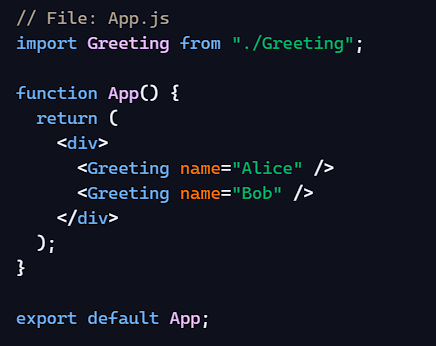 // File: App.js
import Greeting from "./Greeting";

function App() {
  return (
    <div>
      <Greeting name="Alice" />
      <Greeting name="Bob" />
    </div>
  );
}

export default App;